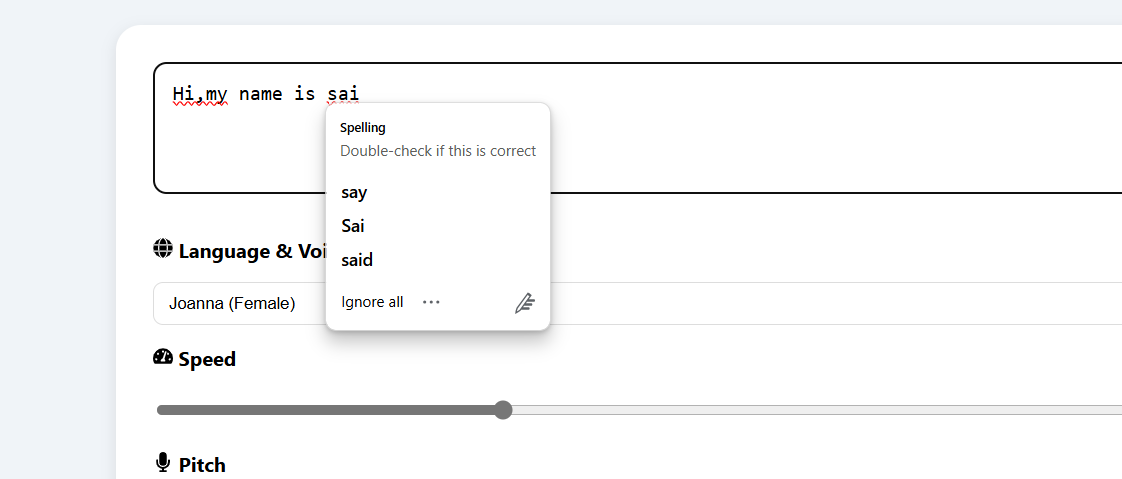 Hi,my name is sai
Spelling
Double-check if this is correct
say
Sai
said
Ignore all
Language & Voi
Joanna (Female)
Speed
Pitch